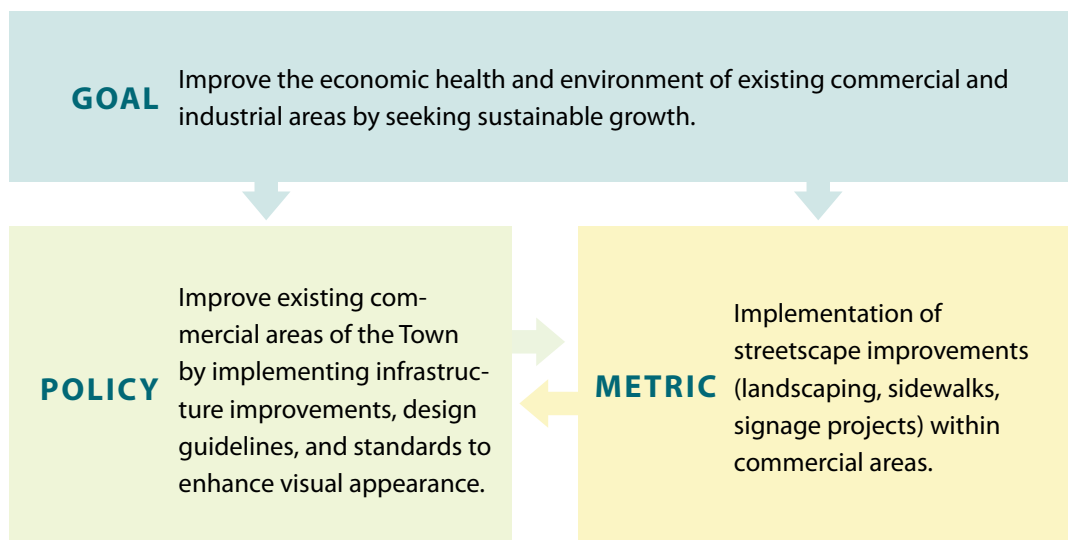 GOAL
Improve the economic health and environment of existing commercial and
industrial areas by seeking sustainable growth.
POLICY
Improve existing com-
mercial areas of the Town
by implementing infrastruc-
ture improvements, design
guidelines, and standards to
enhance visual appearance.
METRIC
Implementation of
streetscape improvements
(landscaping, sidewalks,
signage projects) within
commercial areas.